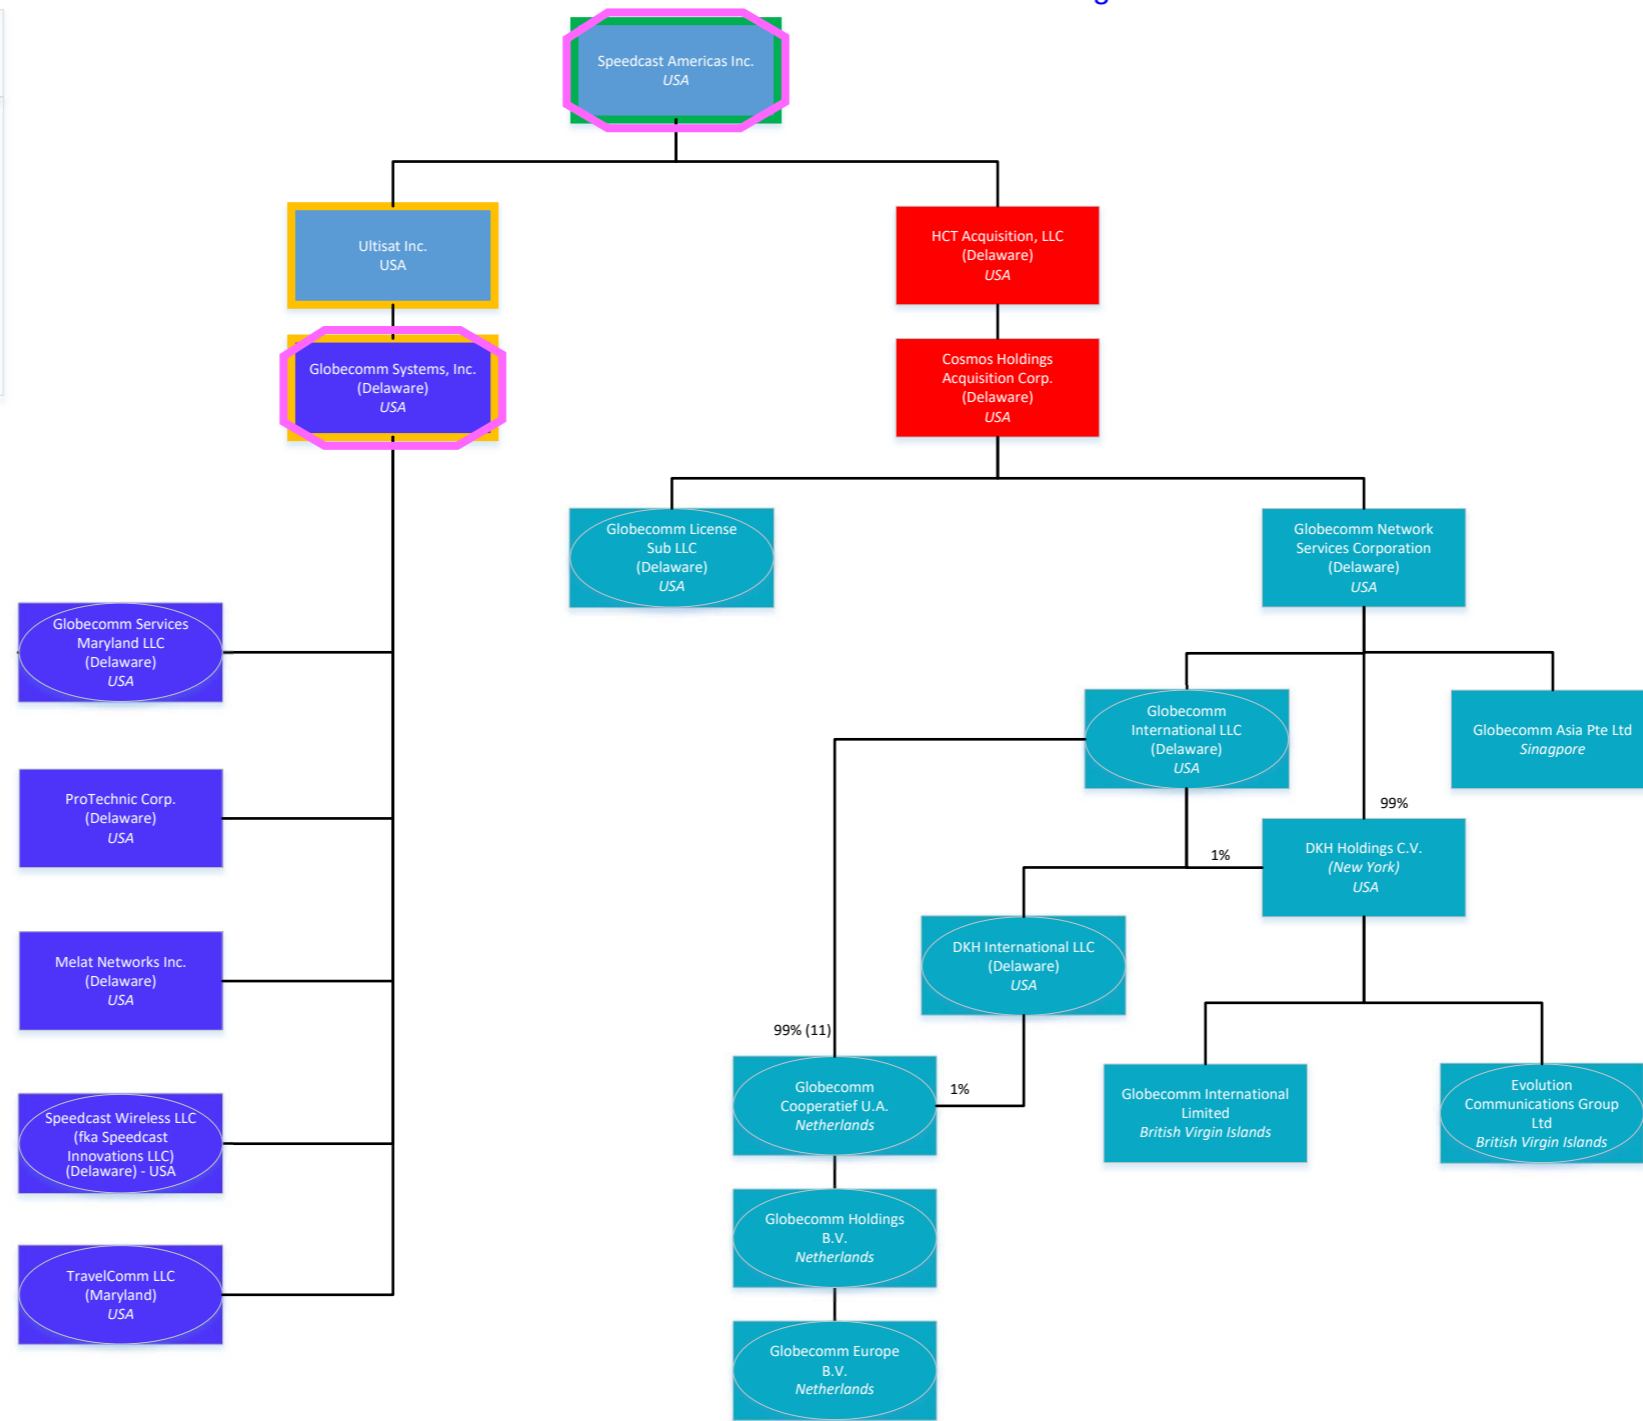 Speedcast Americas Inc.
USA
Ultisat Inc.
USA
HCT Acquisition, LLC
(Delaware)
USA
Globecomm Systems, Inc.
(Delaware)
USA
Cosmos Holdings
Acquisition Corp.
(Delaware)
USA
Globecomm License
Sub LLC
(Delaware)
USA
Globecomm Network
Services Corporation
(Delaware)
USA
Globecomm Services
Maryland LLC
(Delaware)
USA
Globecomm
International LLC
(Delaware)
USA
Globecomm Asia Pte Ltd
Sinagpore
ProTechnic Corp.
(Delaware)
USA
99%
1%
DKH Holdings C.V.
(New York)
USA
Melat Networks Inc.
(Delaware)
USA
DKH International LLC
(Delaware)
USA
99% (11)
1%
Globecomm
Cooperatief U.A.
Netherlands
Globecomm International
Limited
British Virgin Islands
Evolution
Communications Group
Ltd
British Virgin Islands
Speedcast Wireless LLC
(fka Speedcast
Innovations LLC)
(Delaware) - USA
Globecomm Holdings
B.V.
Netherlands
TravelComm LLC
(Maryland)
USA
Globecomm Europe
B.V.
Netherlands